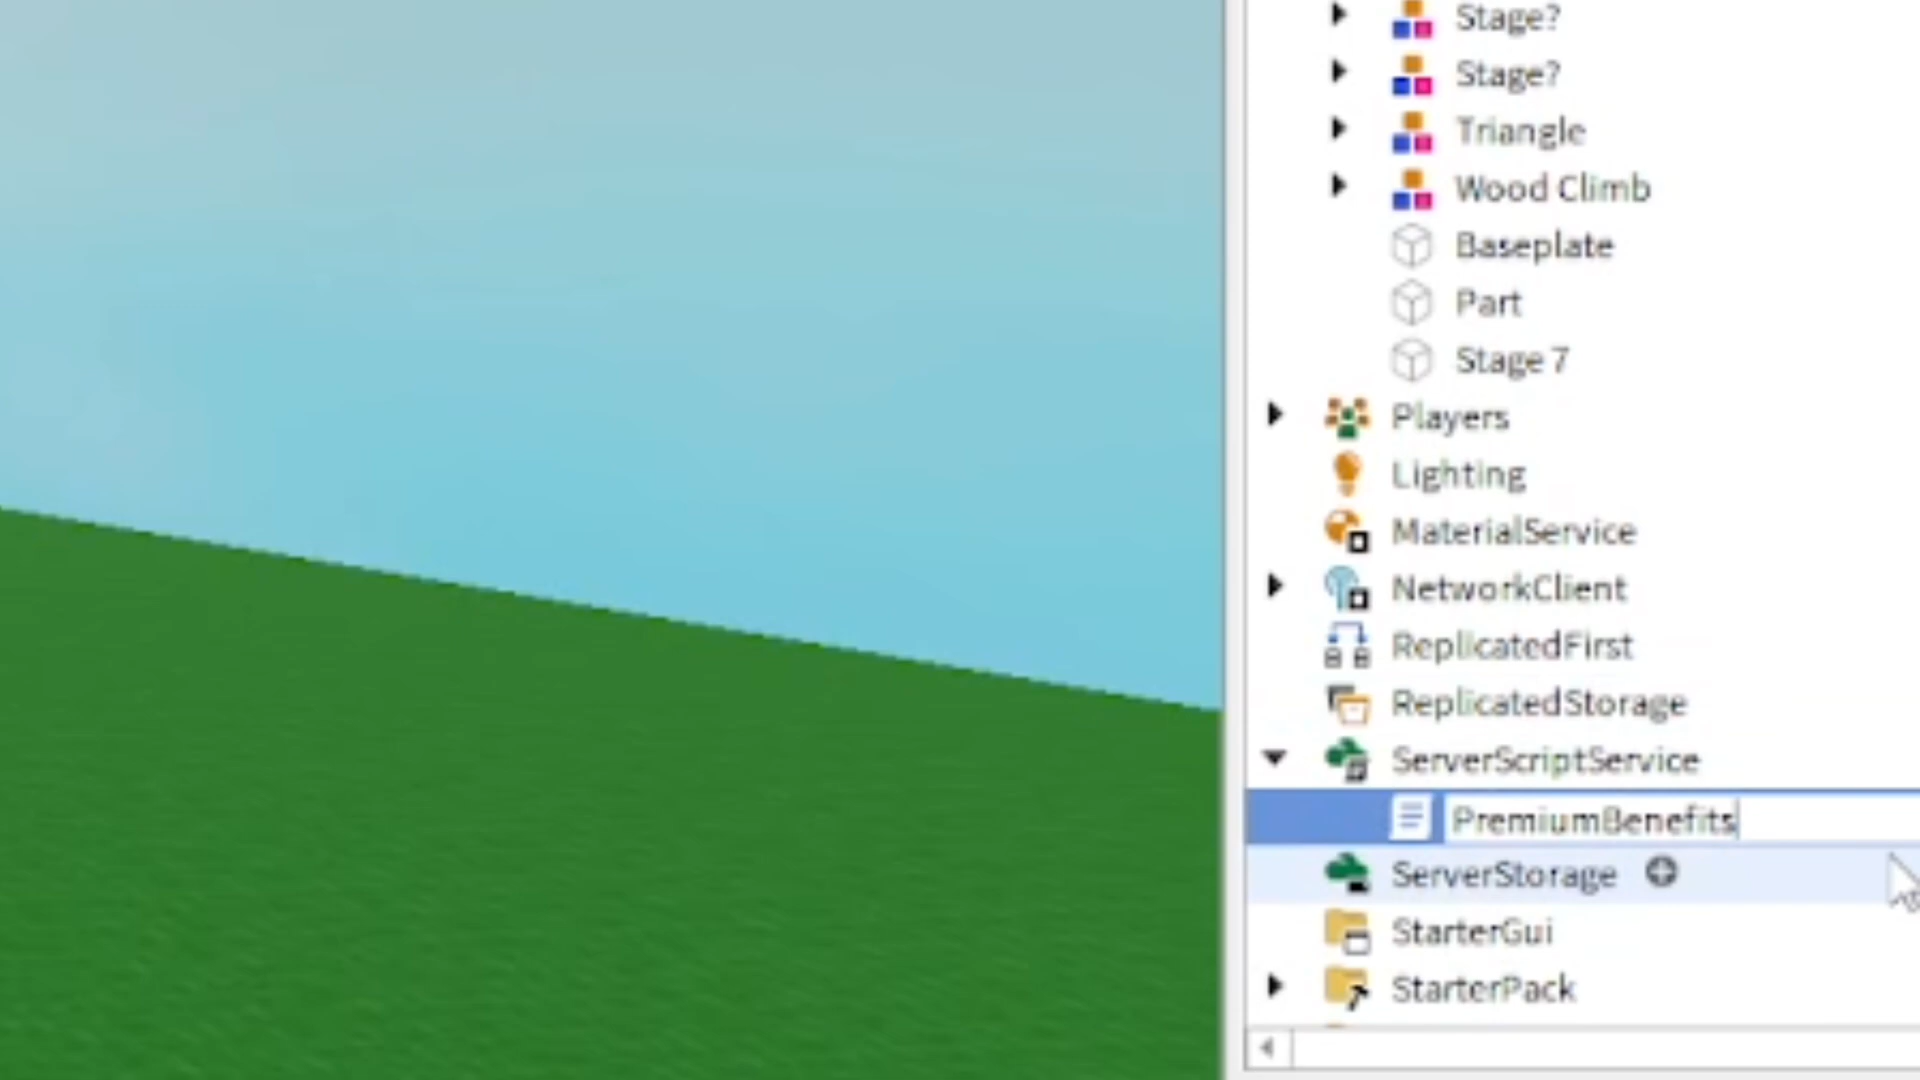 Stage?
Stage?
Triangle
Wood Climb
Baseplate
Part
Stage 7
Players
Lighting
MaterialService
NetworkClient
ReplicatedFirst
ReplicatedStorage
ServerScriptService
PremiumBenefits
ServerStorage
StarterGui
StarterPack